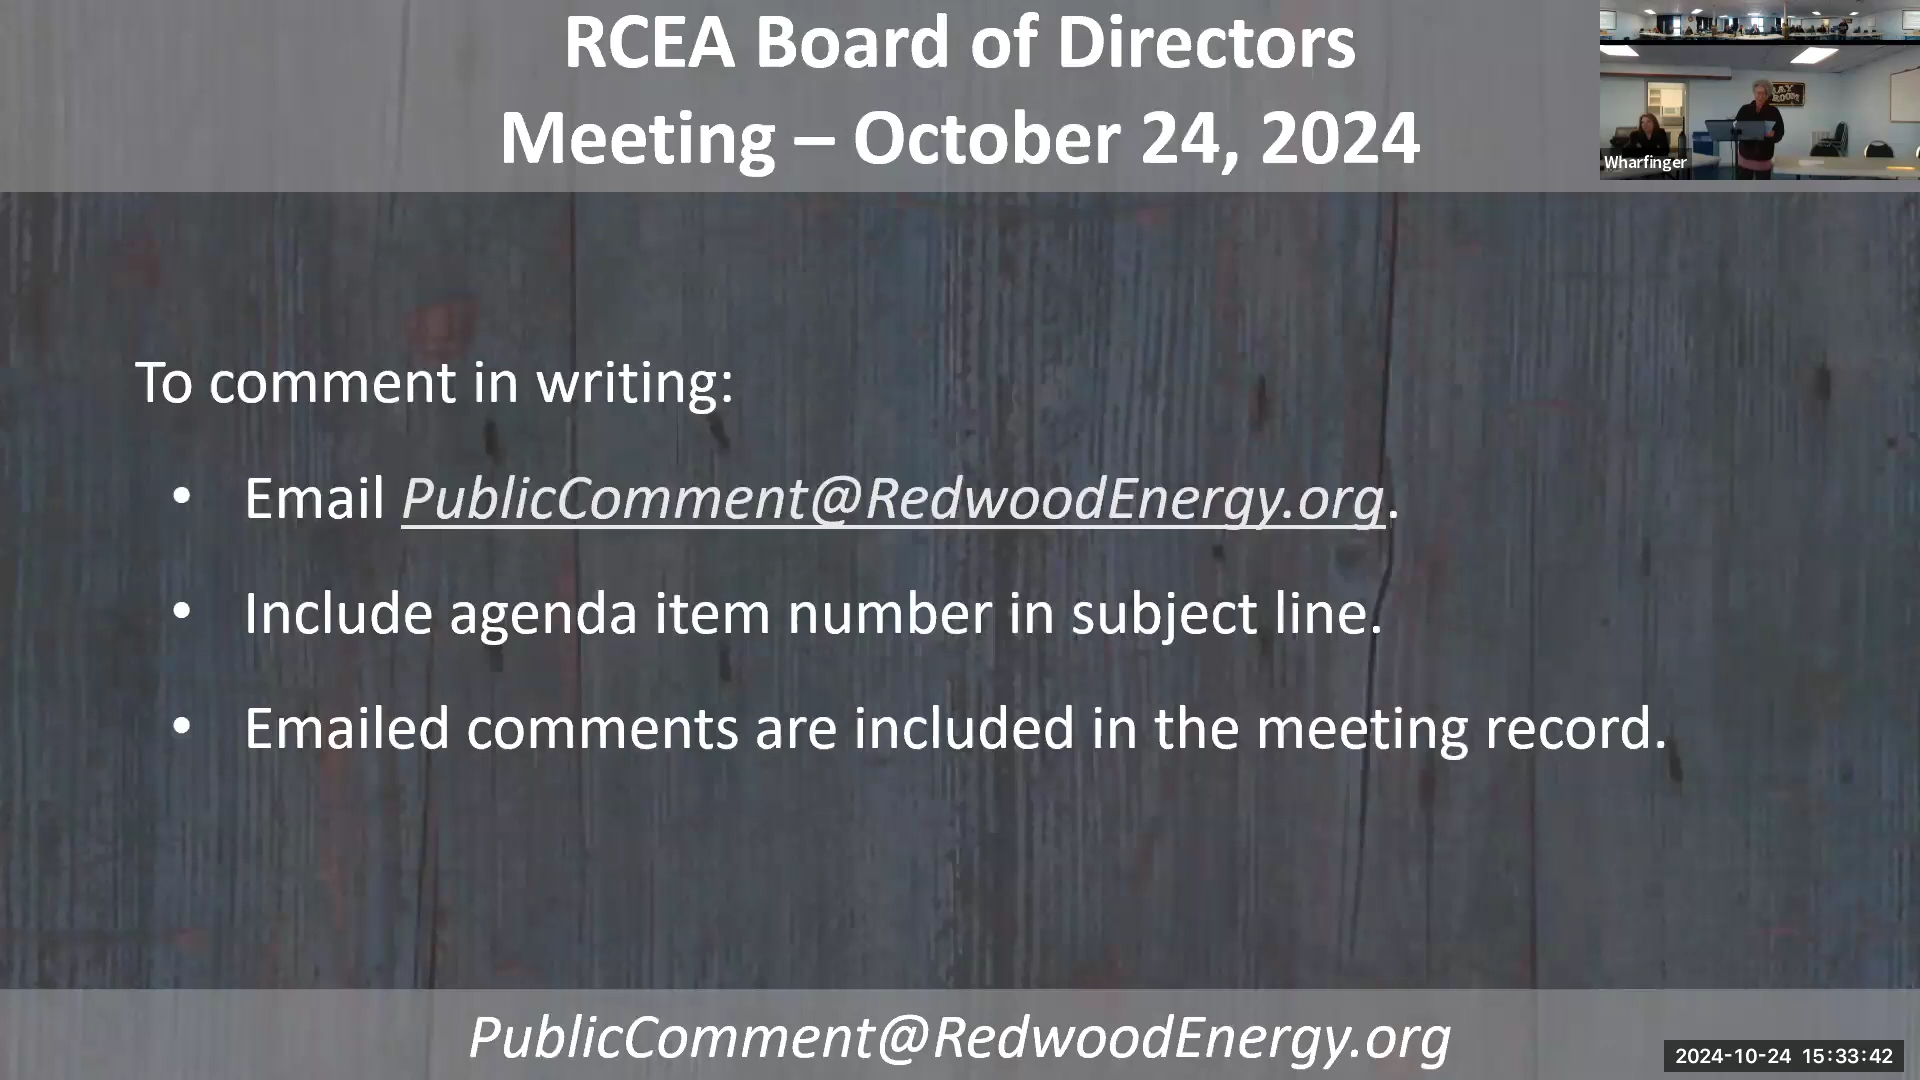 RCEA Board of Directors
Meeting – October 24, 2024
BAY
ROOM
Wharfinger
To comment in writing:
• Email PublicComment@RedwoodEnergy.org.
• Include agenda item number in subject line.
• Emailed comments are included in the meeting record.
PublicComment@RedwoodEnergy.org
2024-10-24 15:33:42